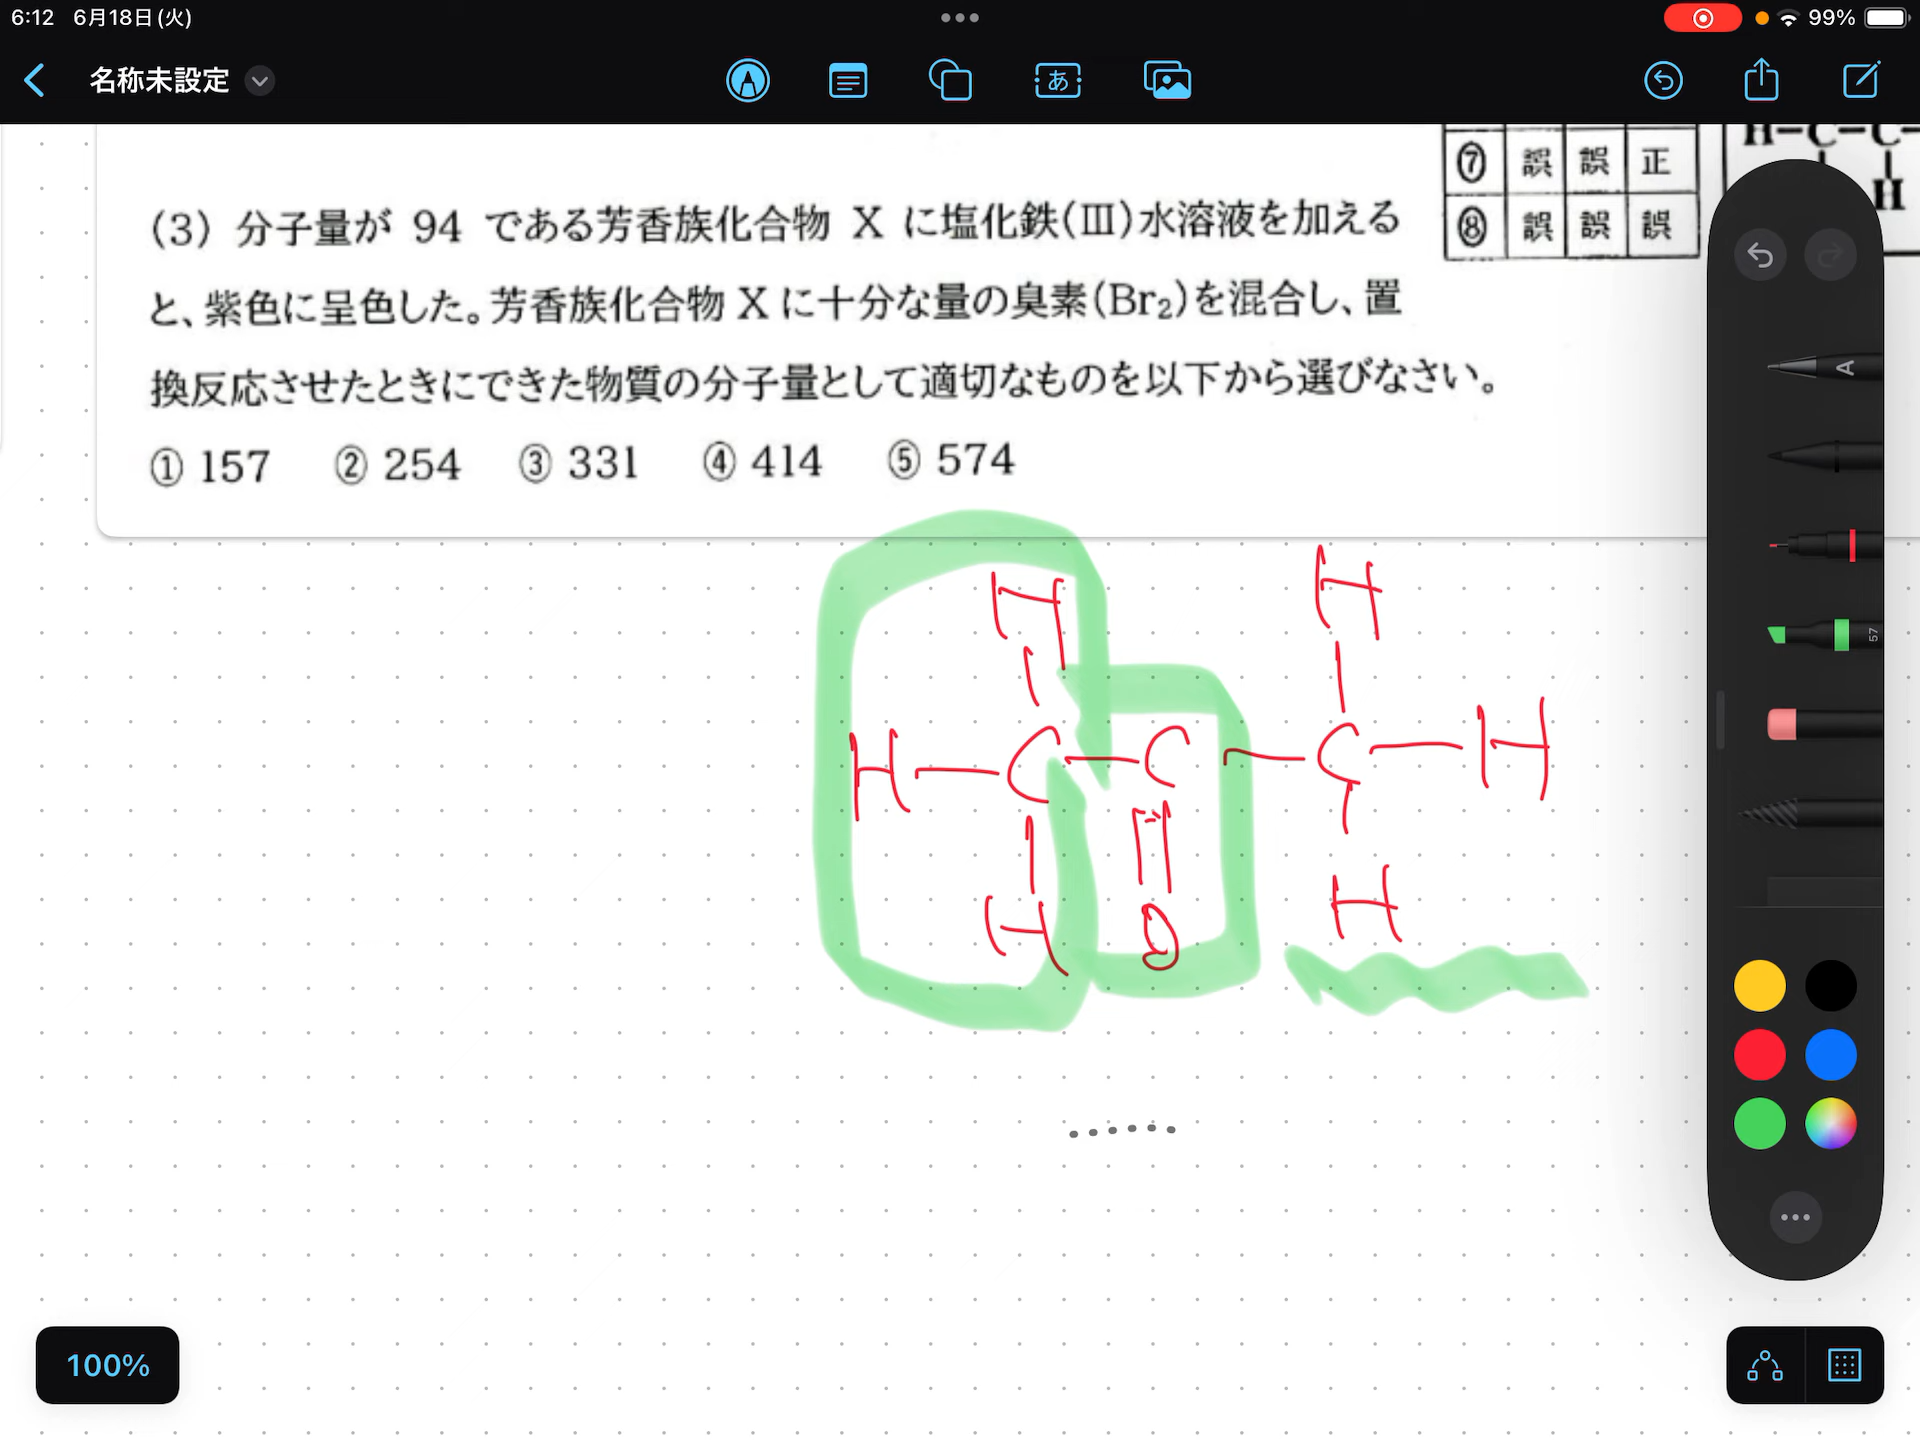 6:12 6月18日(火)
99%
名称未設定
あ
⑦ 誤 誤 正
⑧ 誤 誤 誤
H-C-C-
H
(3) 分子量が 94 である芳香族化合物 X に塩化鉄(Ⅲ)水溶液を加える
と、紫色に呈色した。芳香族化合物 X に十分な量の臭素(Br₂)を混合し、置
換反応させたときにできた物質の分子量として適切なものを以下から選びなさい。
① 157 ② 254 ③ 331 ④ 414 ⑤ 574
H H
H C C C H
H O H
A
57
100%